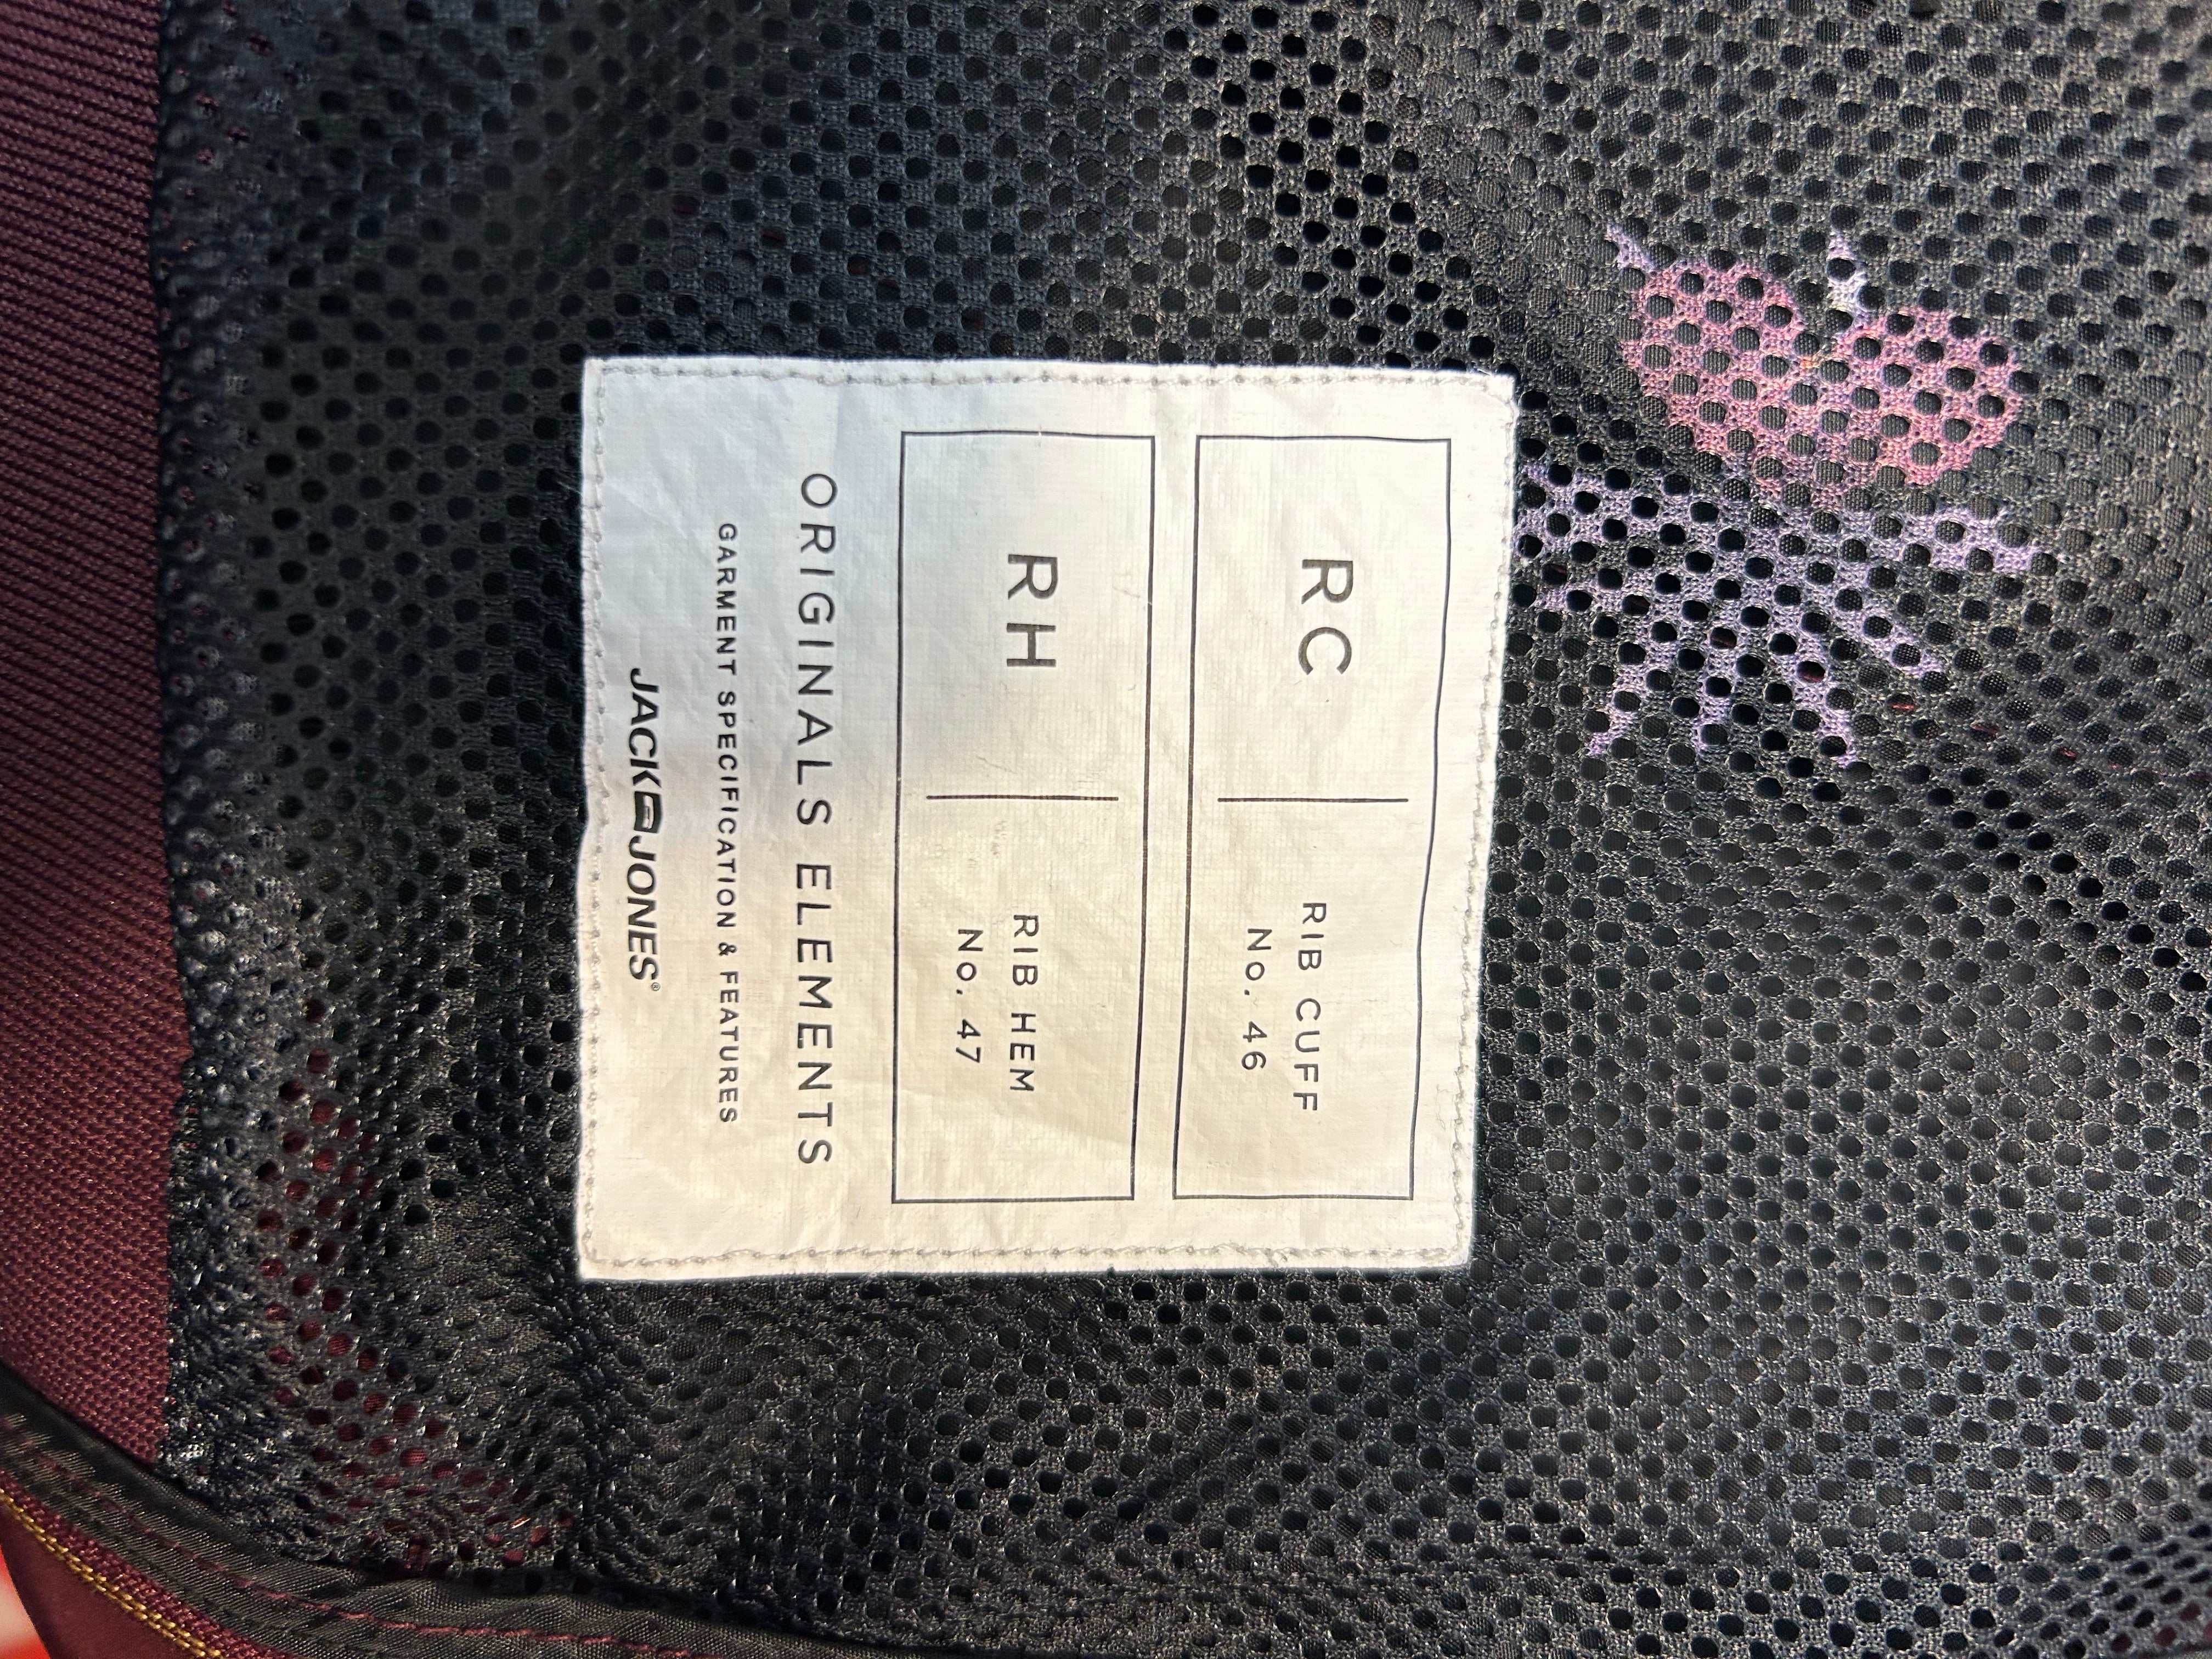 RC
RIB CUFF
No. 46
RH
RIB HEM
No. 47
ORIGINALS ELEMENTS
GARMENT SPECIFICATION & FEATURES
JACK JONES®